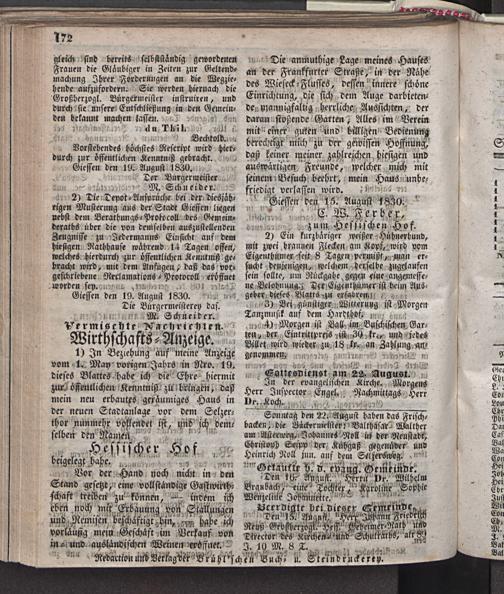 172
gleich sind bereits selbstständig gewordenen
Frauen die Gläubiger in Zeiten zur Geltend-
machung Ihrer Forderungen an die Wegzie-
hende aufzufordern. Sie werden hiernach die
Großherzogl. Bürgermeister instruiren, und
durch sie unsere Entschließung in den Gemein-
den bekannt machen lassen.
In Thil.
Bechtold.
Vorstehendes höchstes Rescript wird hier-
durch zur öffentlichen Kenntniß gebracht.
Giessen den 19. August 1830.
Der Bürgermeister
M. Schneider.
2) Die Depot-Ansprüche bei der diesjäh-
rigen Musterung aus der Stadt Giessen liegen
nebst dem Berathungs-Protocoll des Gemein-
deraths über die von demselben auszustellenden
Zeugnisse zu Jedermanns Einsicht auf dem
hiesigen Rathhause während 14 Tagen offen,
welches hierdurch zur öffentlichen Kenntniß ge-
bracht wird, mit dem Anfügen, daß das vor-
geschriebene Reclamations-Protocoll eröffnet
worden sey.
Giessen den 19. August 1830.
Die Bürgermeisterey das.
M. Schneider.
Vermischte Nachrichten.
Wirthschafts-Anzeige.
1) In Beziehung auf meine Anzeige
vom 1. May vorigen Jahrs in Nro. 19.
dieses Blattes habe ich die Ehre hiermit
zur öffentlichen Kenntniß zu bringen, daß
mein neu erbautes geräumiges Haus in
der neuen Stadtanlage vor dem Selzer-
thor nunmehr vollendet ist, und ich dem-
selben den Namen
Hessischer Hof
beigelegt habe.
Vor der Hand noch nicht in den
Stand gesetzt, eine vollständige Gastwirth-
schaft treiben zu können, — indem ich
eben noch mit Erbauung von Stallungen
und Remisen beschäftigt bin, — habe ich
vorläufig mein Geschäft im Verkauf von
in- und ausländischen Weinen eröffnet.
Die anmuthige Lage meines Hauses
an der Frankfurter Straße, in der Nähe
des Wieseck-Flusses, dessen innere schöne
Einrichtung, die sich dem Auge darbieten-
de mannigfaltig herrliche Aussichten, der
daran stoßende Garten, Alles im Verein
mit einer guten und billigen Bedienung
berechtigt mich zu der gewissen Hoffnung,
daß keiner meiner zahlreichen hiesigen und
auswärtigen Freunde, welcher mich mit
seinem Besuch beehrt, mein Haus unbe-
friedigt verlassen wird.
Giessen den 15. August 1830.
C. W. Ferber,
zum Hessischen Hof.
2) Ein kurzhäriger weisser Hühnerhund,
mit zwei braunen Flecken am Kopf, wird vom
Eigenthümer seit 8 Tagen vermißt, man er-
sucht denjenigen, welchem derselbe zugelaufen
sein sollte, um Rückgabe gegen eine angemesse-
ne Belohnung. Der Eigenthümer ist beim Aus-
geber dieses Blatts zu erfahren.
3) Bei günstiger Witterung ist Morgen
Tanzmusik auf dem Hardthof.
4) Morgen ist Ball im Buschischen Gar-
ten, der Eintrittspreis ist 30 kr., und jedes
Billet wird wieder zu 18 kr. an Zahlung an-
genommen.
Gottesdienst am 22. August.
In der evangelischen Kirche. Morgens
Herr Inspector Engel. Nachmittags Herr
Dr. Koch.
Sonntag den 22. August haben das Frisch-
backen, die Bäckermeister: Balthasar Walther
am Mitterweg, Johannes Noll in der Neustadt,
Christoph Seipp der Kühgaß gegenüber und
Heinrich Noll jun. auf dem Selzersweg.
Getaufte b. d. evang. Gemeinde.
Den 16. August. Herrn Dr. Wilhelm
Braubach, eine Tochter, Karoline Sophie
Wenzeline Johannette.
Beerdigte bei dieser Gemeinde.
Den 15. August. Herr Johann Friedrich
Neuß Großherzogl. Hess. Geheimer-Rath und
Director des Kirchen- und Schulraths, alt 89
J. 10 M. 8 T.
Redaction und Verlag der Brühl'schen Buch- u. Steindruckerey.